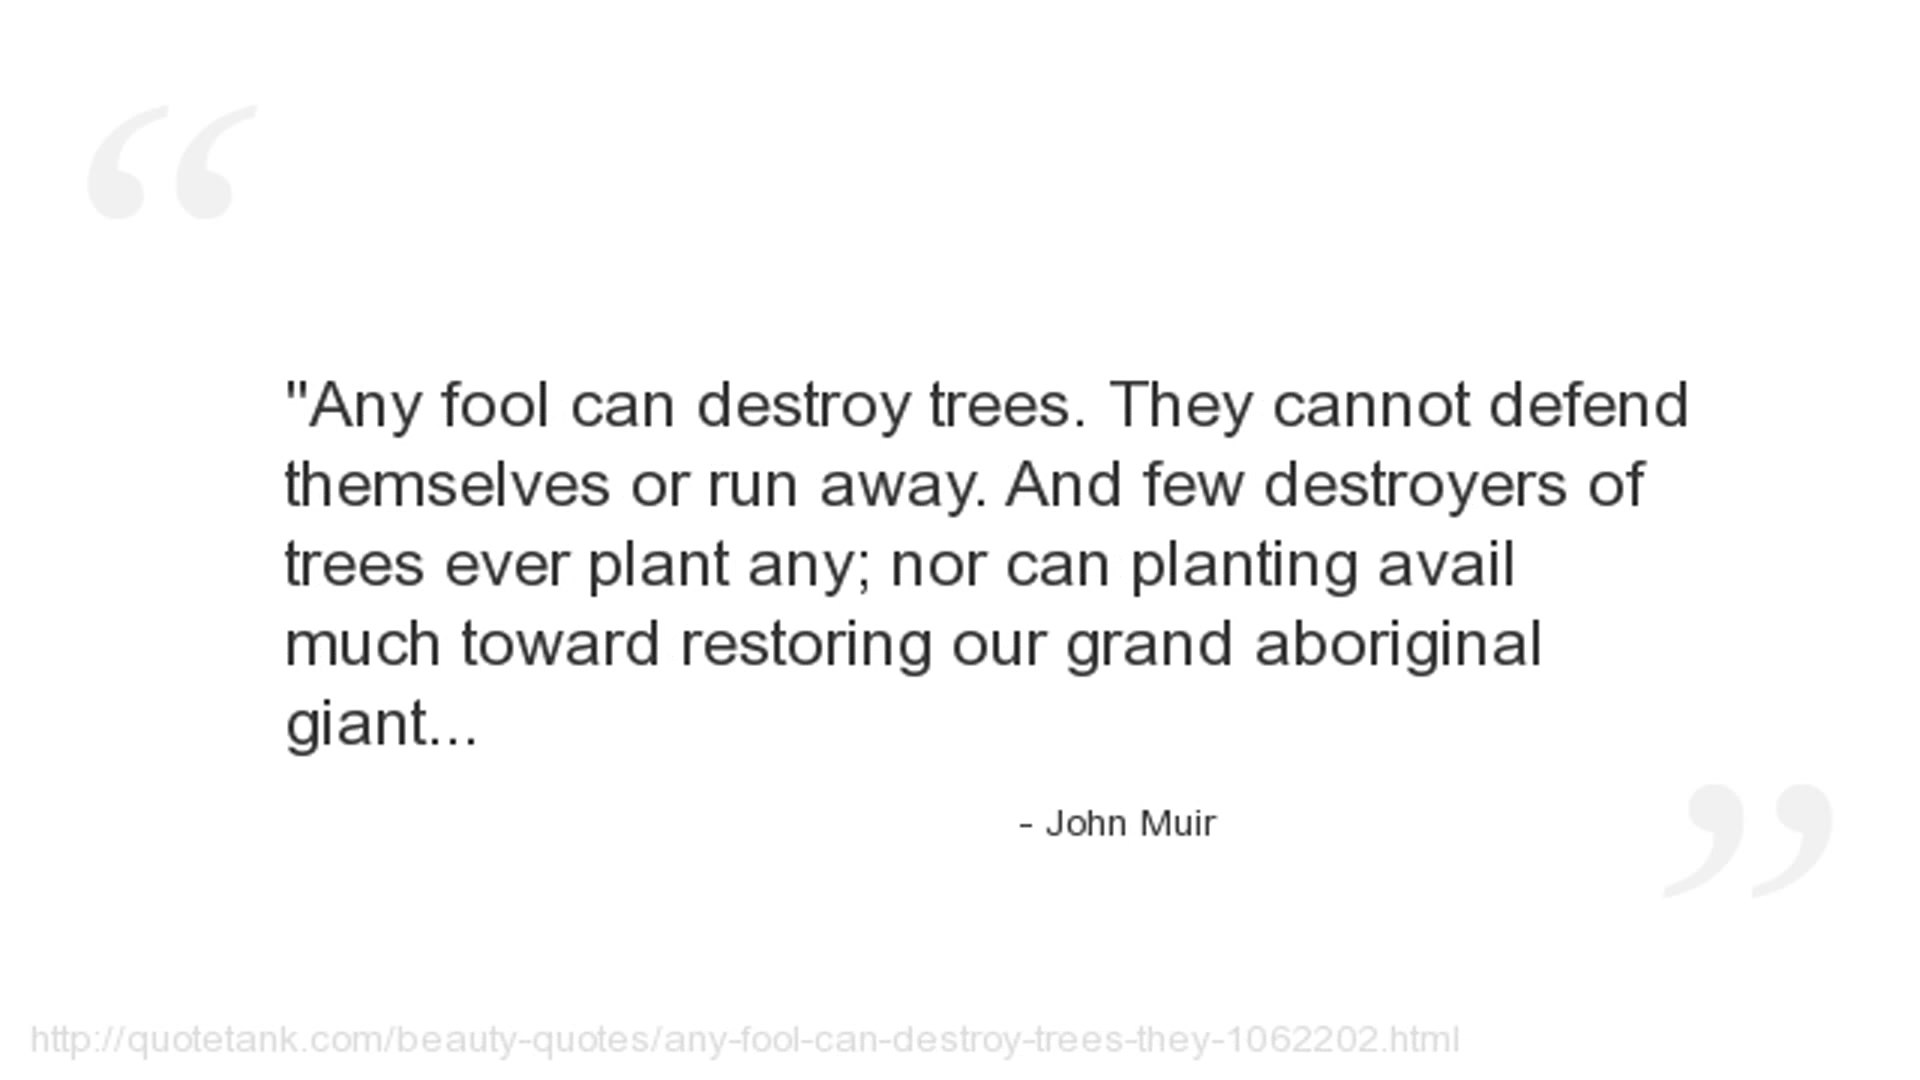 "Any fool can destroy trees. They cannot defend
themselves or run away. And few destroyers of
trees ever plant any; nor can planting avail
much toward restoring our grand aboriginal
giant...
- John Muir
http://quotetank.com/beauty-quotes/any-fool-can-destroy-trees-they-1062202.html